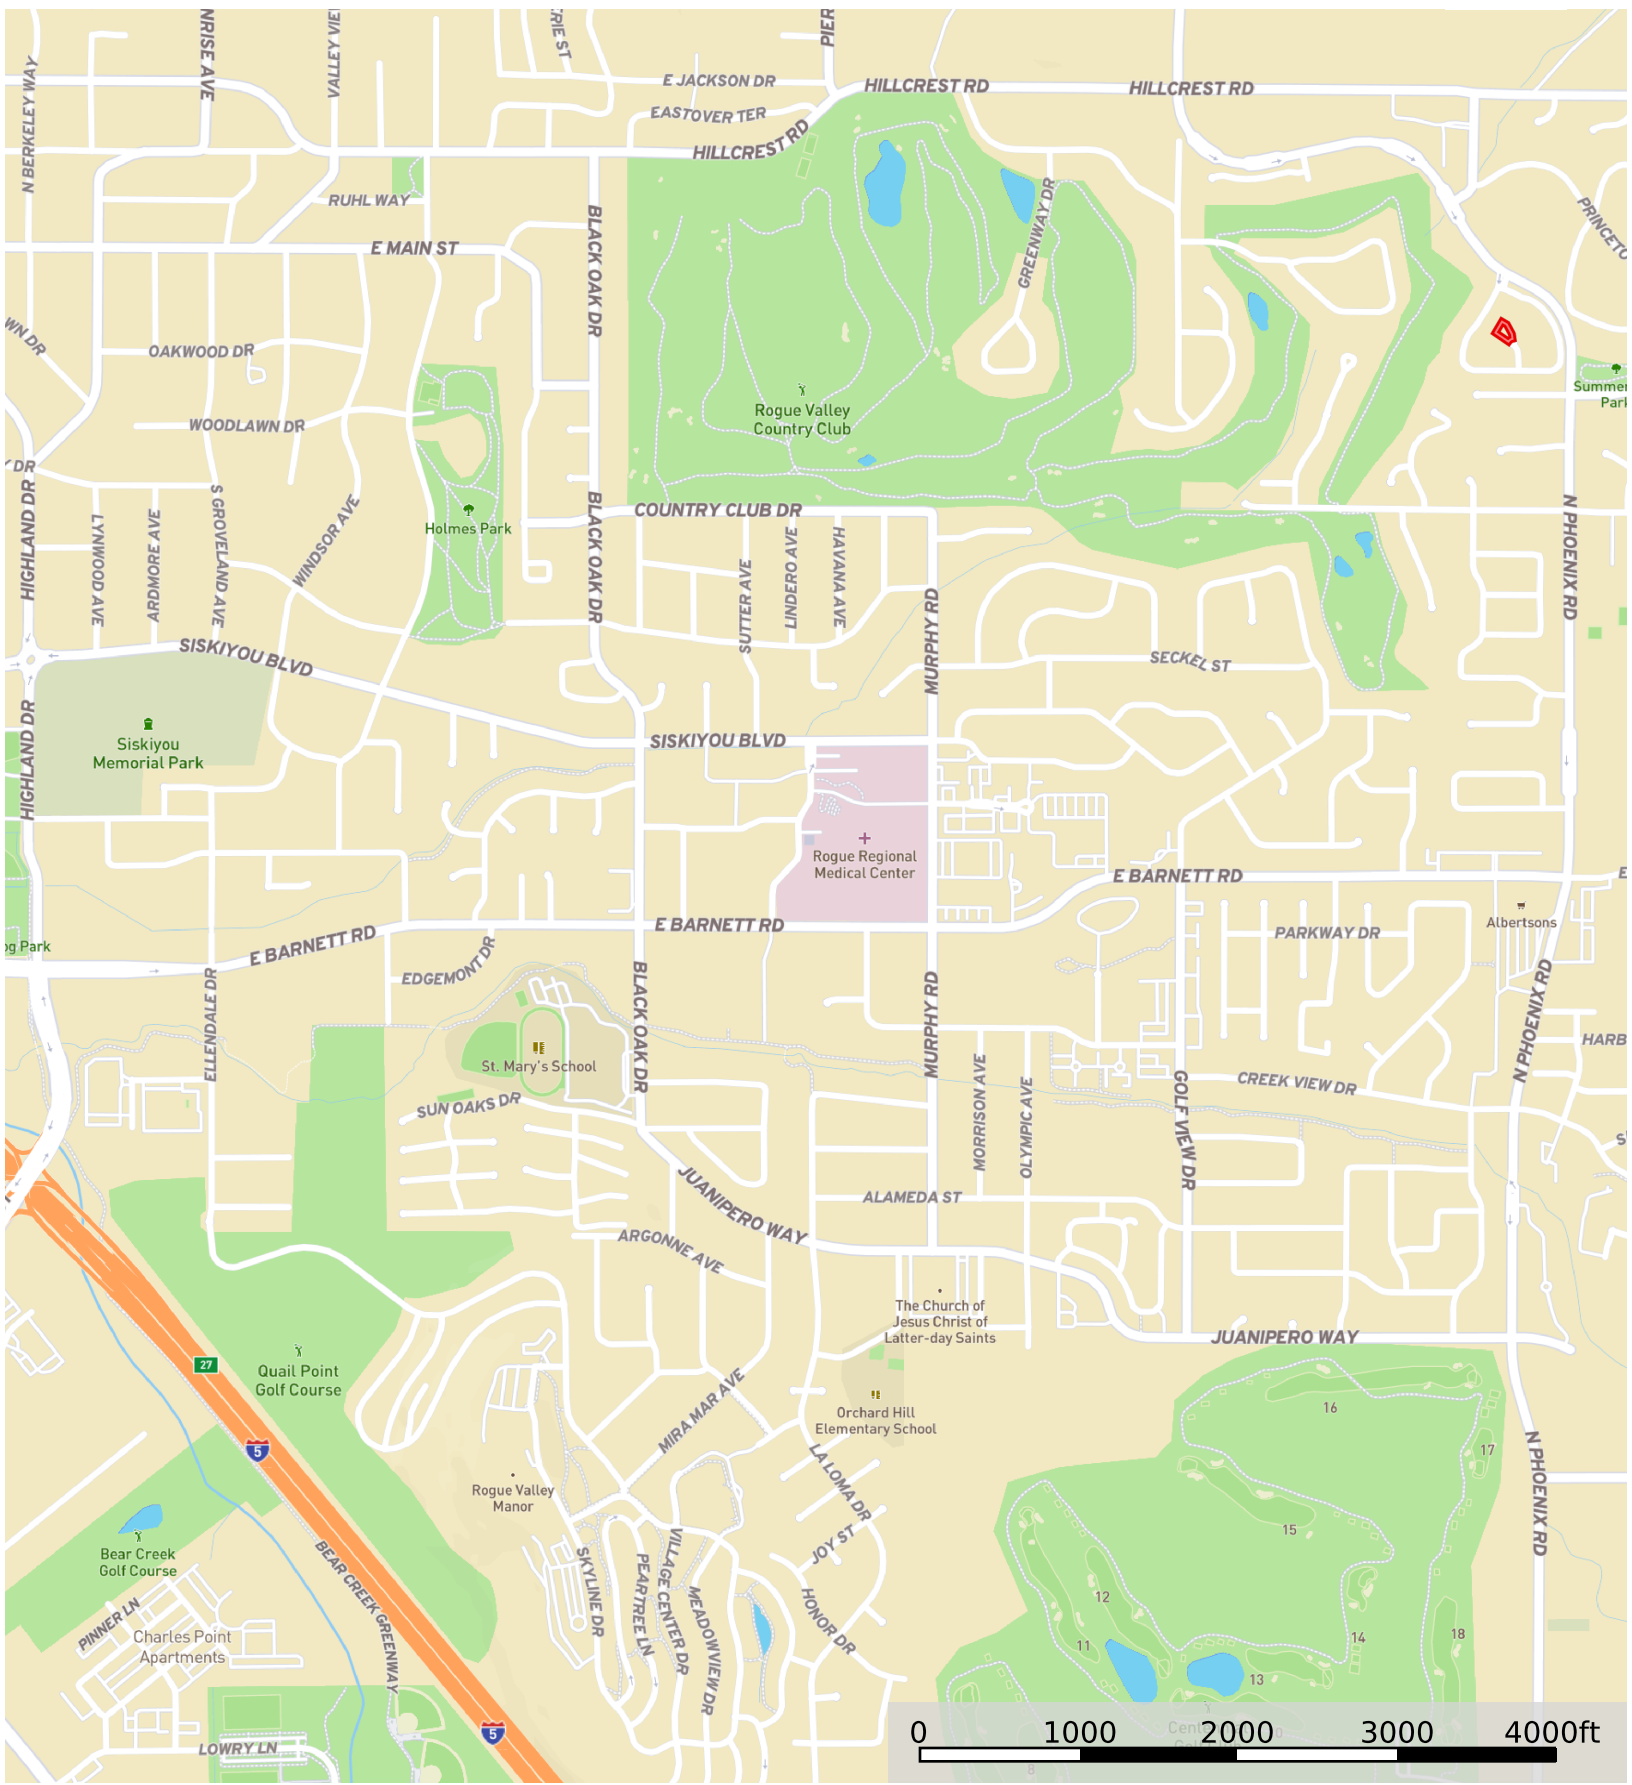 E JACKSON DR
HILLCREST RD
HILLCREST RD
EASTOVER TER
HILLCREST RD
N BERKELEY WAY
RUHL WAY
E MAIN ST
BLACK OAK DR
GREENWAY DR
OAKWOOD DR
Rogue Valley
Country Club
WOODLAWN DR
HIGHLAND DR
LYNWOOD AVE
ARDMORE AVE
S GROVELAND AVE
WINDSOR AVE
Holmes Park
BLACK OAK DR
COUNTRY CLUB DR
SUTTER AVE
LINDERO AVE
HAVANA AVE
MURPHY RD
N PHOENIX RD
SISKIYOU BLVD
SECKEL ST
HIGHLAND DR
Siskiyou
Memorial Park
SISKIYOU BLVD
Rogue Regional
Medical Center
E BARNETT RD
E BARNETT RD
E BARNETT RD
Albertsons
PARKWAY DR
EDGEMONT DR
ELLENDALE DR
BLACK OAK DR
MURPHY RD
N PHOENIX RD
St. Mary's School
SUN OAKS DR
MORRISON AVE
OLYMPIC AVE
GOLF VIEW DR
CREEK VIEW DR
JUANIPERO WAY
ALAMEDA ST
ARGONNE AVE
The Church of
Jesus Christ of
Latter-day Saints
JUANIPERO WAY
27
Quail Point
Golf Course
MIRA MAR AVE
Orchard Hill
Elementary School
16
17
5
Rogue Valley
Manor
LA LOMA DR
N PHOENIX RD
15
JOY ST
Bear Creek
Golf Course
BEAR CREEK GREENWAY
SKYLINE DR
PEARTREE LN
VILLAGE CENTER DR
MEADOWVIEW DR
HONOR DR
12
11
14
18
13
PINNER LN
Charles Point
Apartments
LOWRY LN
5
8
0 1000 2000 3000 4000ft